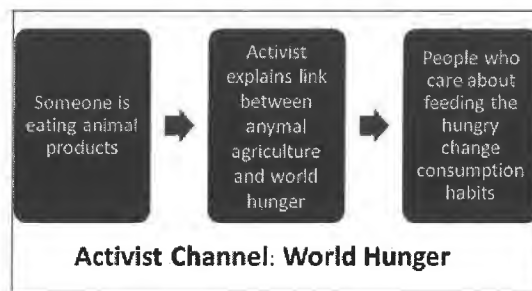 Someone is
eating animal
products
Activist
explains link
between
anymal
agriculture
and world
hunger
People who
care about
feeding the
hungry
change
consumption
habits
Activist Channel: World Hunger